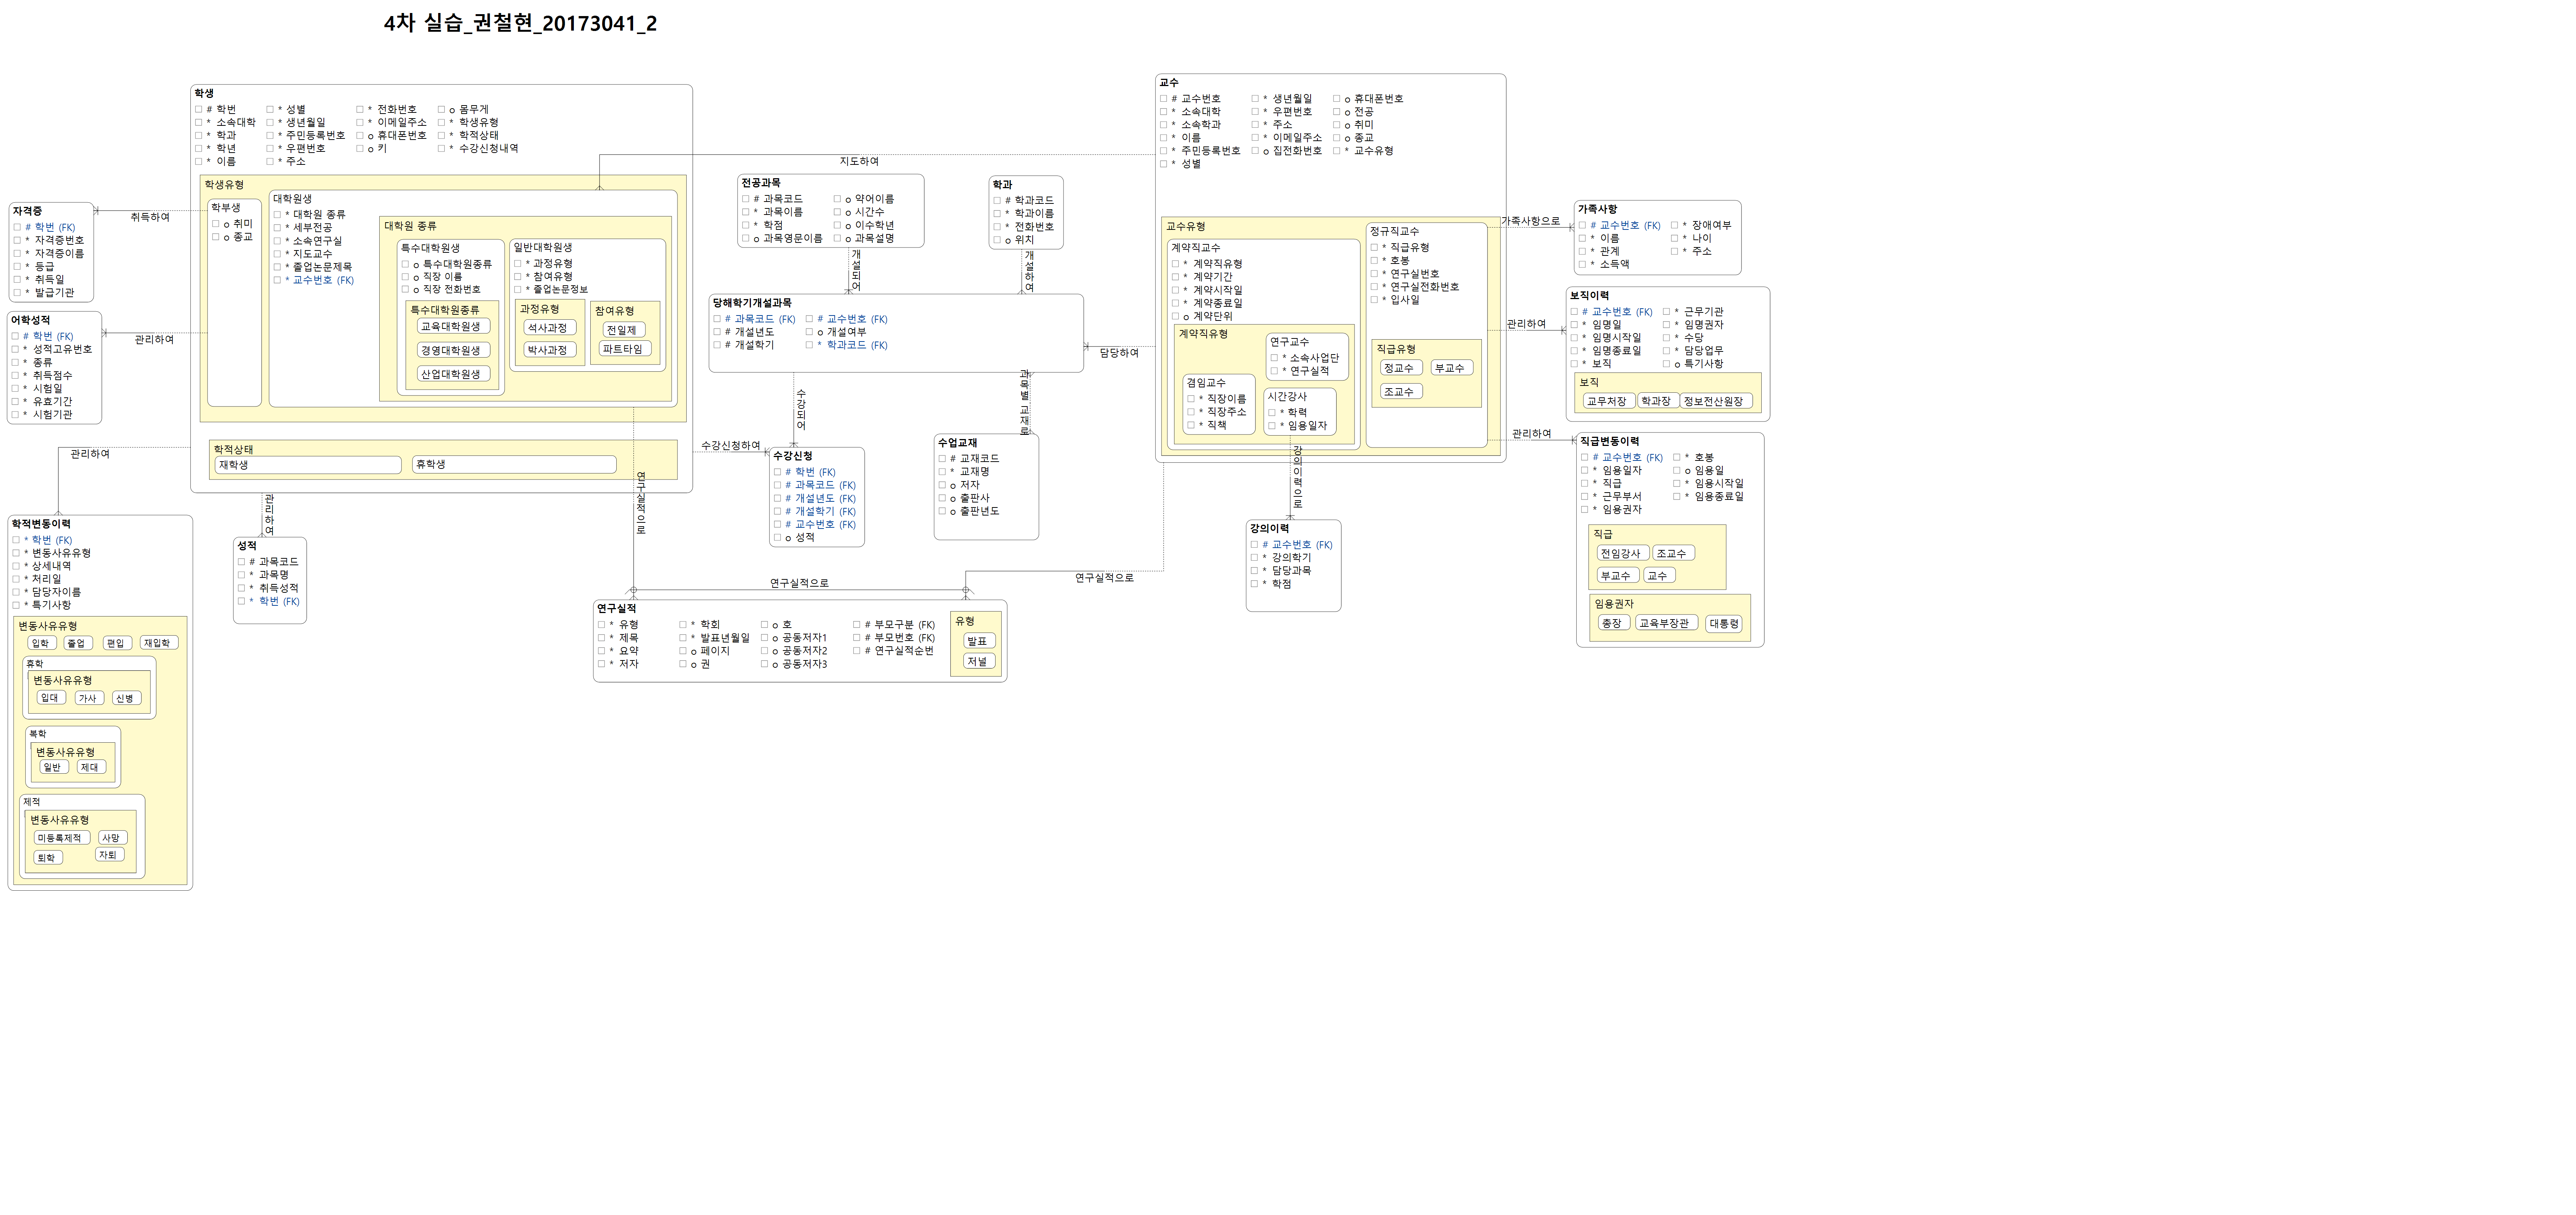 4차 실습_권철현_20173041_2
학생
# 학번
* 소속대학
* 학과
* 학년
* 이름
* 성별
* 생년월일
* 주민등록번호
* 우편번호
* 주소
* 전화번호
* 이메일주소
o 휴대폰번호
o 키
o 몸무게
* 학생유형
* 학적상태
* 수강신청내역
학생유형
학부생
o 취미
o 종교
대학원생
* 대학원 종류
* 세부전공
* 소속연구실
* 지도교수
* 졸업논문제목
* 교수번호 (FK)
대학원 종류
특수대학원생
o 특수대학원종류
o 직장 이름
o 직장 전화번호
특수대학원종류
교육대학원생
경영대학원생
산업대학원생
일반대학원생
* 과정유형
* 참여유형
* 졸업논문정보
과정유형
석사과정
박사과정
참여유형
전일제
파트타임
학적상태
재학생
휴학생
자격증
# 학번 (FK)
* 자격증번호
* 자격증이름
* 등급
* 취득일
* 발급기관
취득하여
어학성적
# 학번 (FK)
* 성적고유번호
* 종류
* 취득점수
* 시험일
* 유효기간
* 시험기관
관리하여
관리하여
학적변동이력
* 학번 (FK)
* 변동사유유형
* 상세내역
* 처리일
* 담당자이름
* 특기사항
변동사유유형
입학
졸업
편입
재입학
휴학
변동사유유형
입대
가사
신병
복학
변동사유유형
일반
제대
제적
변동사유유형
미등록제적
사망
퇴학
자퇴
관리하여
성적
# 과목코드
* 과목명
* 취득성적
* 학번 (FK)
지도하여
전공과목
# 과목코드
* 과목이름
* 학점
o 과목영문이름
o 약어이름
o 시간수
o 이수학년
o 과목설명
개설되어
학과
# 학과코드
* 학과이름
* 전화번호
o 위치
개설하여
당해학기개설과목
# 과목코드 (FK)
# 개설년도
# 개설학기
# 교수번호 (FK)
o 개설여부
* 학과코드 (FK)
담당하여
수강되어
과목별 교재로
수강신청하여
수강신청
# 학번 (FK)
# 과목코드 (FK)
# 개설년도 (FK)
# 개설학기 (FK)
# 교수번호 (FK)
o 성적
수업교재
# 교재코드
* 교재명
o 저자
o 출판사
o 출판년도
연구실적으로
연구실적으로
연구실적으로
연구실적
* 유형
* 제목
* 요약
* 저자
* 학회
* 발표년월일
o 페이지
o 권
o 호
o 공동저자1
o 공동저자2
o 공동저자3
# 부모구분 (FK)
# 부모번호 (FK)
# 연구실적순번
유형
발표
저널
교수
# 교수번호
* 소속대학
* 소속학과
* 이름
* 주민등록번호
* 성별
* 생년월일
* 우편번호
* 주소
* 이메일주소
o 집전화번호
o 휴대폰번호
o 전공
o 취미
o 종교
* 교수유형
교수유형
계약직교수
* 계약직유형
* 계약기간
* 계약시작일
* 계약종료일
o 계약단위
계약직유형
연구교수
* 소속사업단
* 연구실적
겸임교수
* 직장이름
* 직장주소
* 직책
시간강사
* 학력
* 임용일자
정규직교수
* 직급유형
* 호봉
* 연구실번호
* 연구실전화번호
* 입사일
직급유형
정교수
부교수
조교수
강의이력으로
강의이력
# 교수번호 (FK)
* 강의학기
* 담당과목
* 학점
가족사항으로
가족사항
# 교수번호 (FK)
* 이름
* 관계
* 소득액
* 장애여부
* 나이
* 주소
관리하여
보직이력
# 교수번호 (FK)
* 임명일
* 임명시작일
* 임명종료일
* 보직
* 근무기관
* 임명권자
* 수당
* 담당업무
o 특기사항
보직
교무처장
학과장
정보전산원장
관리하여
직급변동이력
# 교수번호 (FK)
* 임용일자
* 직급
* 근무부서
* 임용권자
* 호봉
o 임용일
* 임용시작일
* 임용종료일
직급
전임강사
조교수
부교수
교수
임용권자
총장
교육부장관
대통령